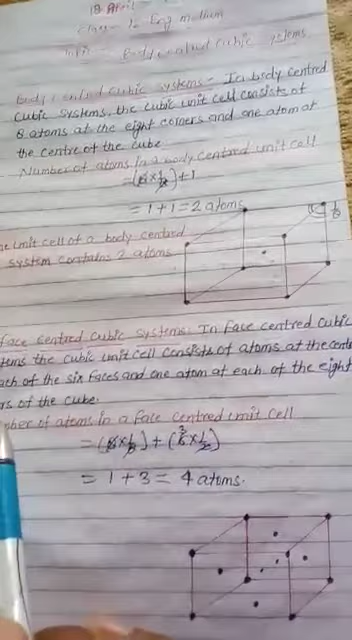 18 April
Class - 12 Eng medium
Topic - Body centred cubic systems
Body centred cubic systems - In body centred
cubic systems, the cubic unit cell consists of
8 atoms at the eight corners and one atom at
the centre of the cube
Number of atoms in a body centred unit cell
= (8 × 1/8) + 1
= 1 + 1 = 2 atoms
1/8
unit cell of a body centred
system contains 2 atoms
face centred cubic systems: In face centred cubic
the cubic unit cell consists of atoms at the
of the six faces and one atom at each of the eight
of the cube.
of atoms in a face centred unit cell
= (8 × 1/8) + (6 × 1/2)
= 1 + 3 = 4 atoms.